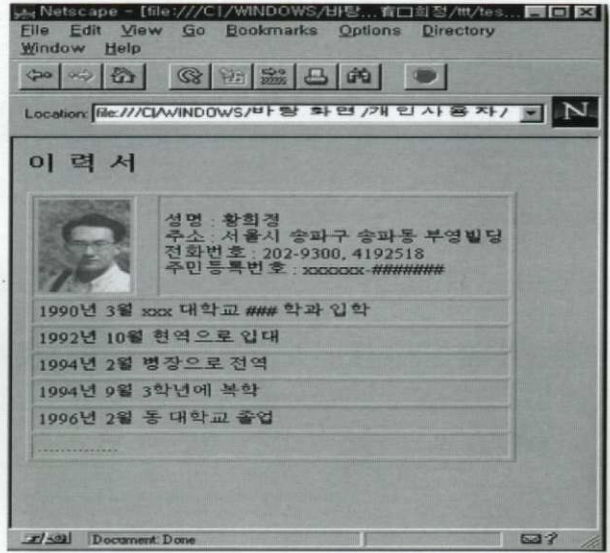 Netscape - [file:///C|/WINDOWS/바탕...희정/ttt/tes...
File Edit View Go Bookmarks Options Directory
Window Help
Location: file:///C|/WINDOWS/바탕 화면/개인사용자/
N
이 력 서
성명 : 황희정
주소 : 서울시 송파구 송파동 부영빌딩
전화번호 : 202-9300, 4192518
주민등록번호 : xxxxxx-#######
1990년 3월 xxx 대학교 ### 학과 입학
1992년 10월 현역으로 입대
1994년 2월 병장으로 전역
1994년 9월 3학년에 복학
1996년 2월 동 대학교 졸업
..............
Document: Done